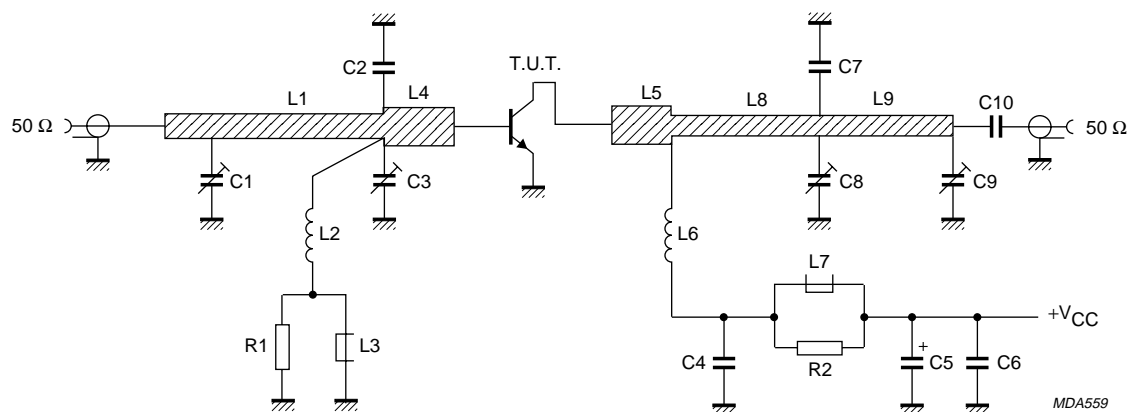 C2
T.U.T.
C7
L1
L4
L5
L8
L9
C10
50 Ω
50 Ω
C1
C3
C8
C9
L2
L6
L7
+VCC
R1
L3
C4
R2
+
C5
C6
MDA559